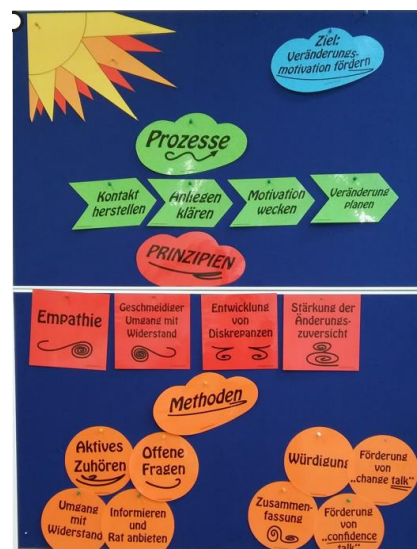 Ziel:
Veränderungs-
motivation fördern
Prozesse
Kontakt
herstellen
Anliegen
klären
Motivation
wecken
Veränderung
planen
PRINZIPIEN
Empathie
Geschmeidiger
Umgang mit
Widerstand
Entwicklung
von
Diskrepanzen
Stärkung der
Änderungs-
zuversicht
Methoden
Aktives
Zuhören
Offene
Fragen
Würdigung
Förderung
von
„change talk“
Umgang
mit
Widerstand
Informieren
und
Rat anbieten
Zusammen-
fassung
Förderung
von
„confidence
talk“